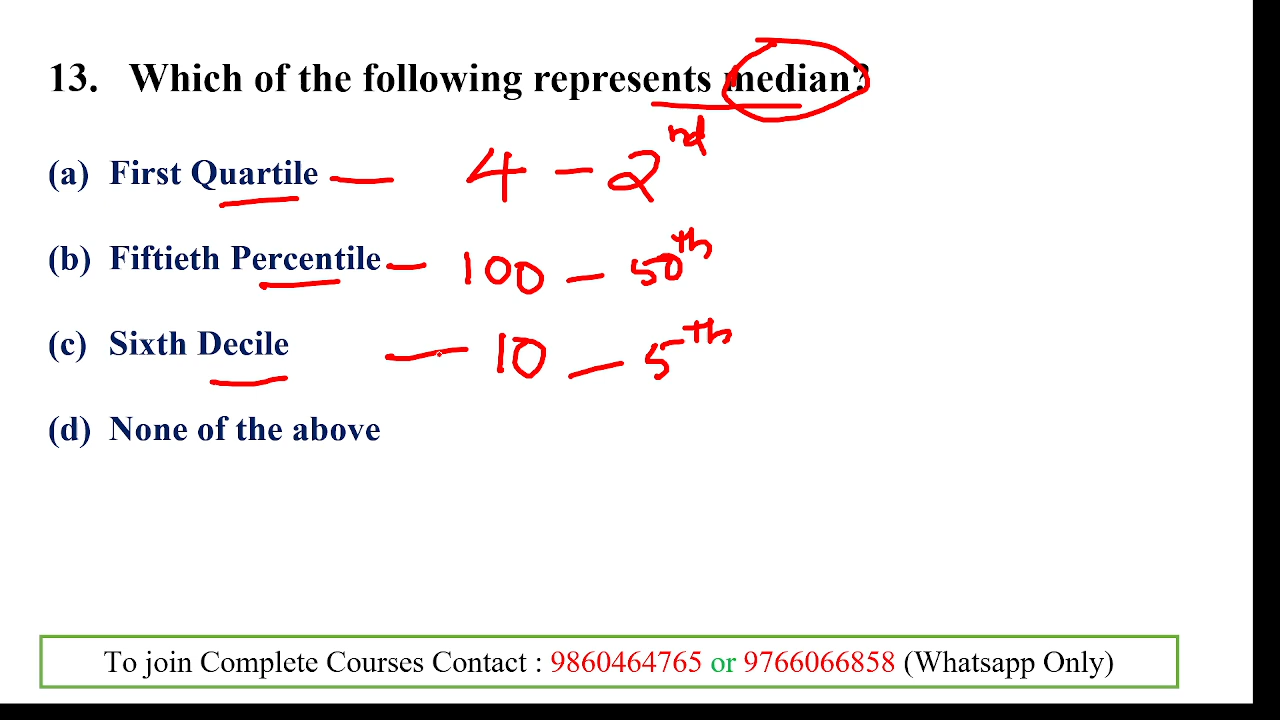 13. Which of the following represents median?
(a) First Quartile — 4 – 2nd
(b) Fiftieth Percentile — 100 – 50th
(c) Sixth Decile — 10 – 5th
(d) None of the above
To join Complete Courses Contact : 9860464765 or 9766066858 (Whatsapp Only)